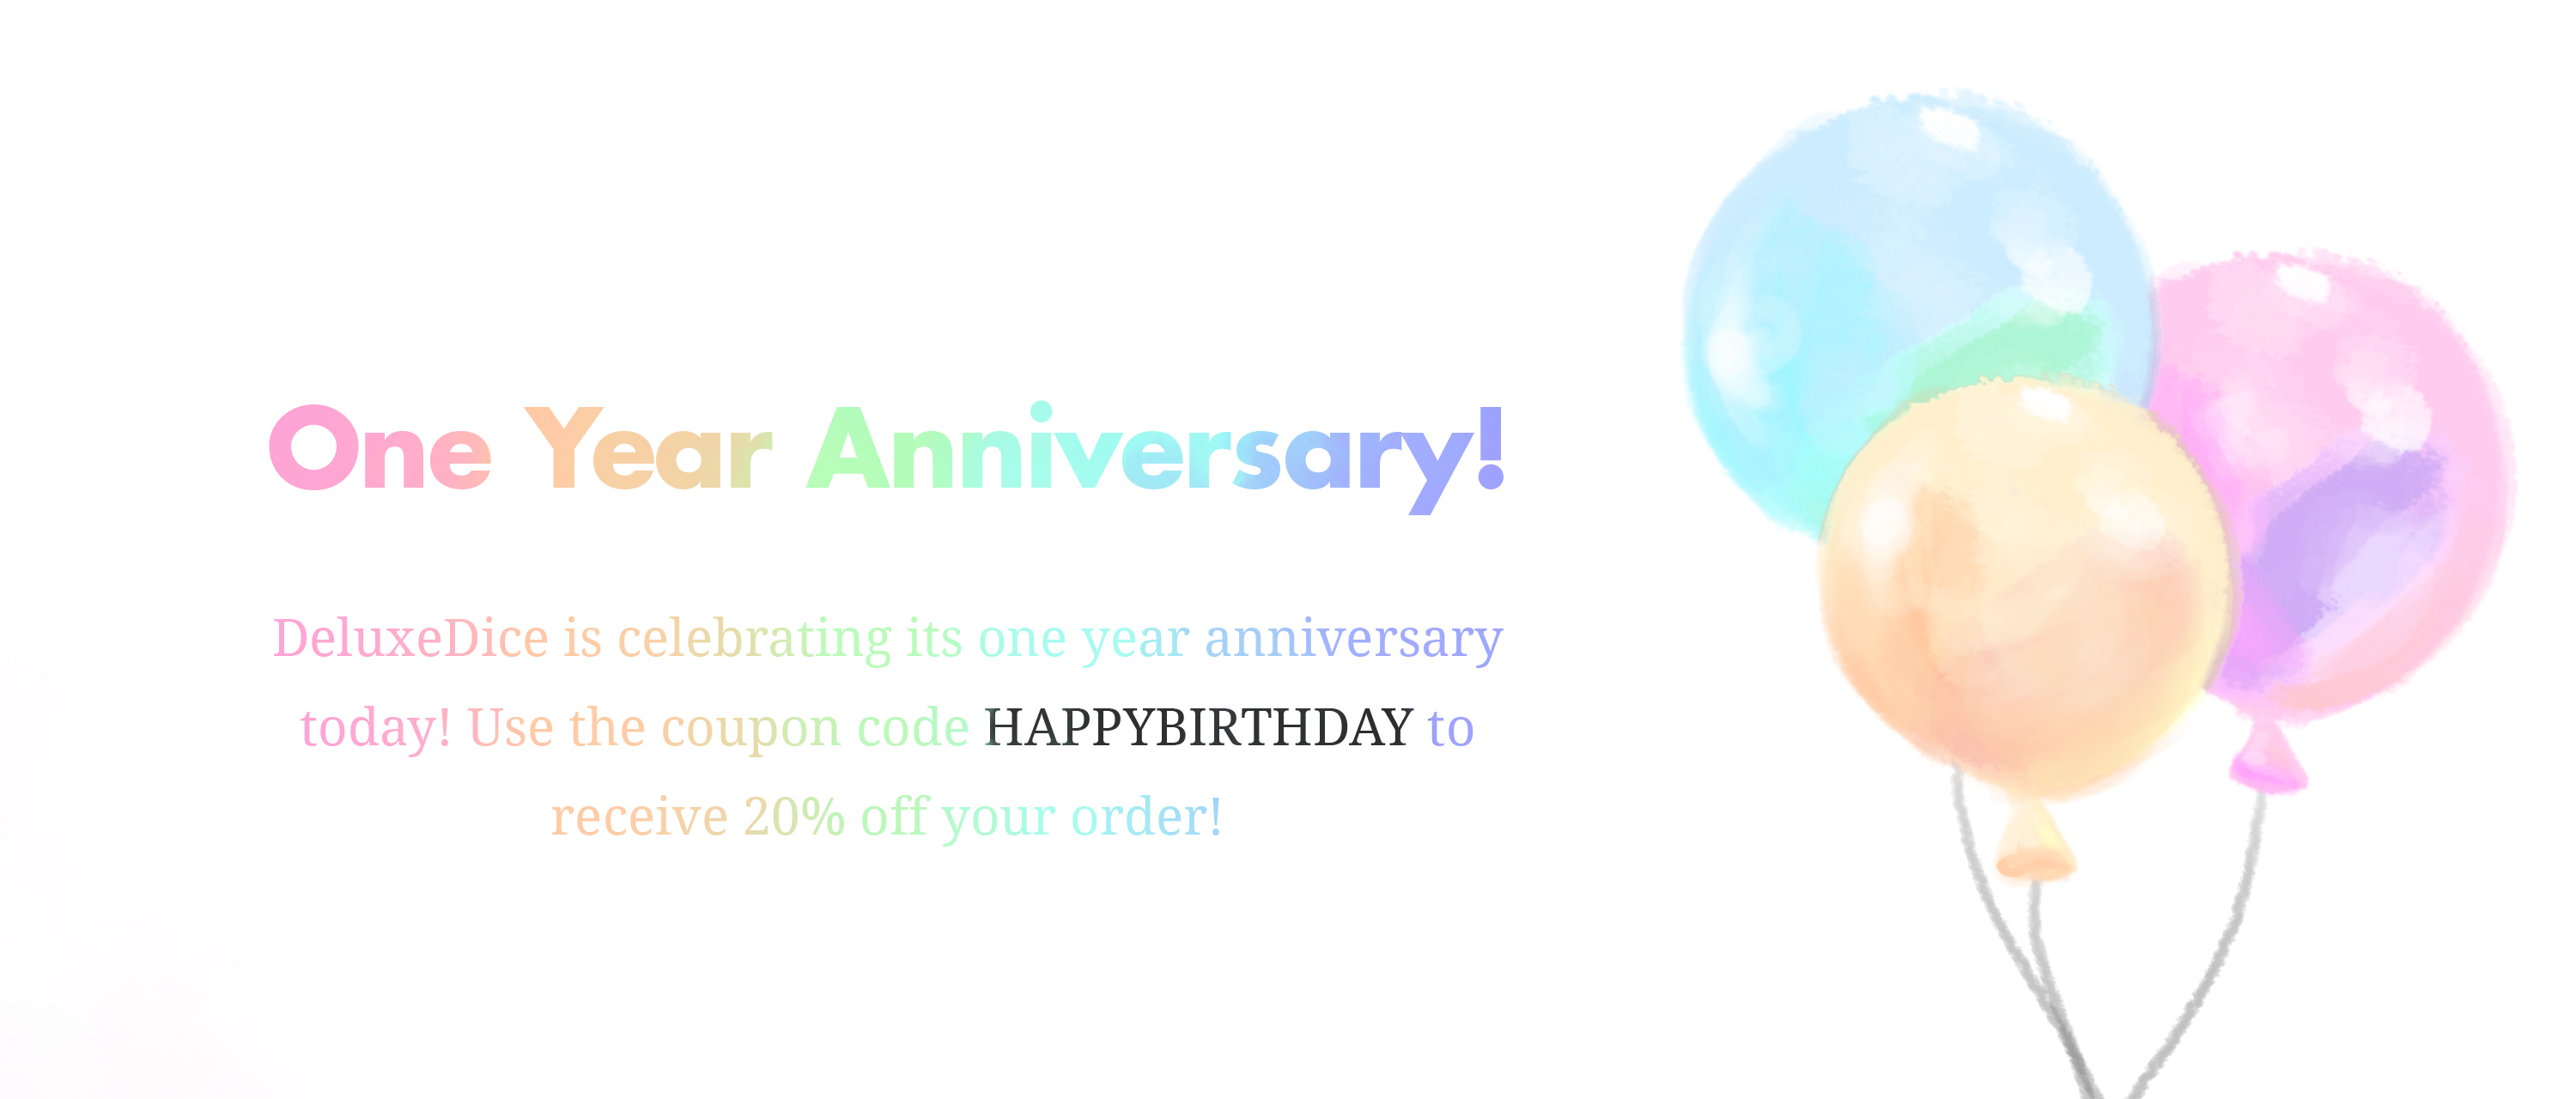 One Year Anniversary!
DeluxeDice is celebrating its one year anniversary
today! Use the coupon code HAPPYBIRTHDAY to
receive 20% off your order!